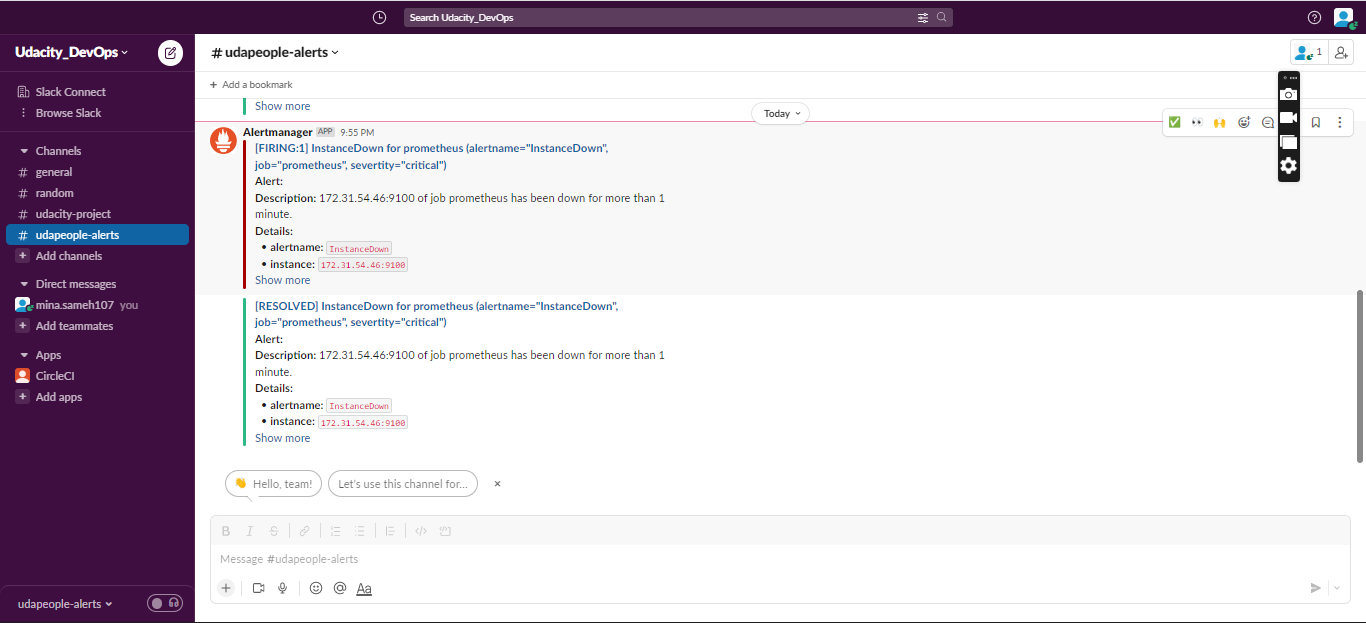 Search Udacity_DevOps
Udacity_DevOps
# udapeople-alerts
1
Slack Connect
Browse Slack
Channels
# general
# random
# udacity-project
# udapeople-alerts
+ Add channels
Direct messages
mina.sameh107 you
+ Add teammates
Apps
CircleCI
+ Add apps
udapeople-alerts
+ Add a bookmark
Show more
Today
Alertmanager APP 9:55 PM
[FIRING:1] InstanceDown for prometheus (alertname="InstanceDown",
job="prometheus", severtity="critical")
Alert:
Description: 172.31.54.46:9100 of job prometheus has been down for more than 1
minute.
Details:
• alertname: InstanceDown
• instance: 172.31.54.46:9100
Show more
[RESOLVED] InstanceDown for prometheus (alertname="InstanceDown",
job="prometheus", severtity="critical")
Alert:
Description: 172.31.54.46:9100 of job prometheus has been down for more than 1
minute.
Details:
• alertname: InstanceDown
• instance: 172.31.54.46:9100
Show more
👋 Hello, team!
Let's use this channel for...
B I S
Message #udapeople-alerts
Aa